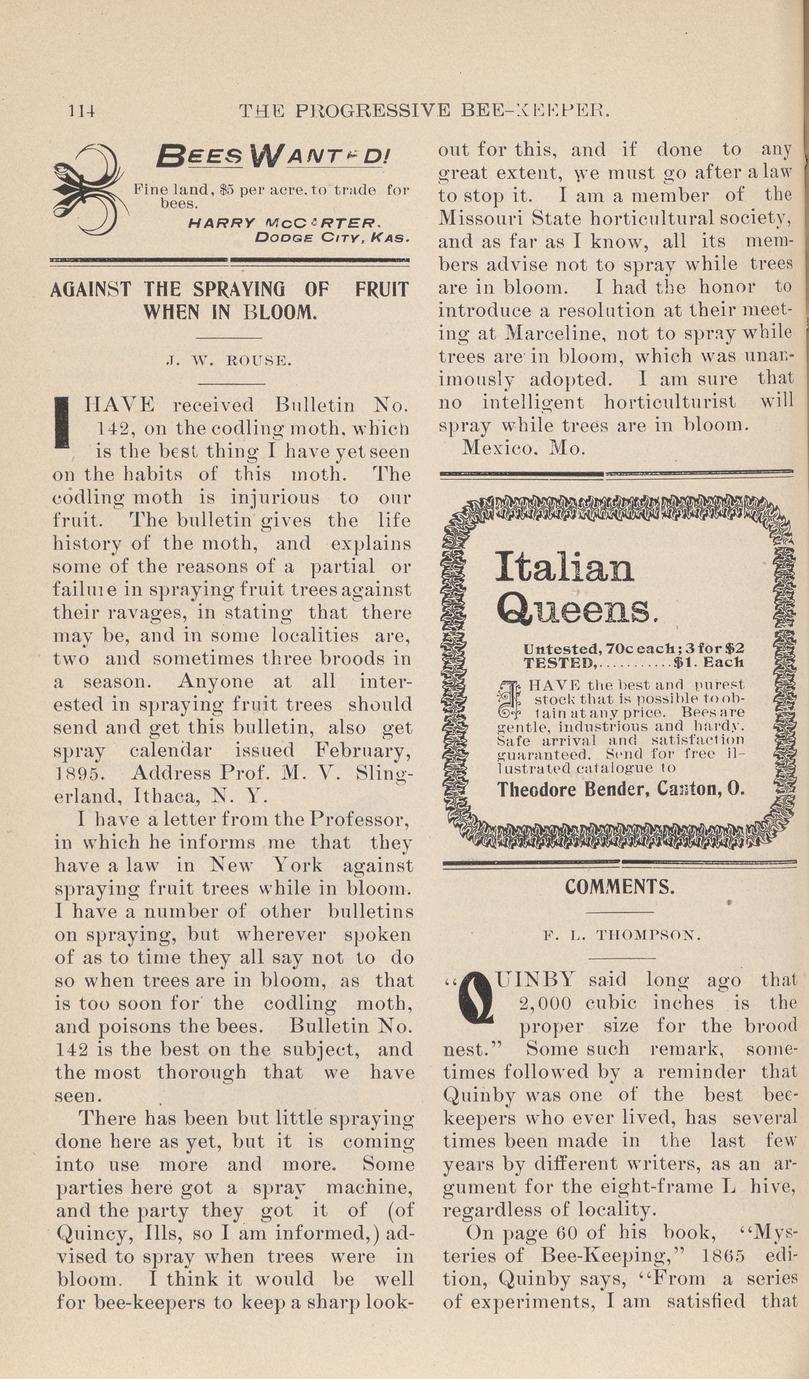 114
THE PROGRESSIVE BEE-KEEPER.
BEES WANTED!
Fine land, $5 per acre, to trade for
bees.
HARRY McCARTER.
DODGE CITY, KAS.
AGAINST THE SPRAYING OF FRUIT
WHEN IN BLOOM.
J. W. ROUSE.
I HAVE received Bulletin No.
142, on the codling moth, which
is the best thing I have yet seen
on the habits of this moth. The
codling moth is injurious to our
fruit. The bulletin gives the life
history of the moth, and explains
some of the reasons of a partial or
failure in spraying fruit trees against
their ravages, in stating that there
may be, and in some localities are,
two and sometimes three broods in
a season. Anyone at all inter-
ested in spraying fruit trees should
send and get this bulletin, also get
spray calendar issued February,
1895. Address Prof. M. V. Sling-
erland, Ithaca, N. Y.
I have a letter from the Professor,
in which he informs me that they
have a law in New York against
spraying fruit trees while in bloom.
I have a number of other bulletins
on spraying, but wherever spoken
of as to time they all say not to do
so when trees are in bloom, as that
is too soon for the codling moth,
and poisons the bees. Bulletin No.
142 is the best on the subject, and
the most thorough that we have
seen.
There has been but little spraying
done here as yet, but it is coming
into use more and more. Some
parties here got a spray machine,
and the party they got it of (of
Quincy, Ills, so I am informed,) ad-
vised to spray when trees were in
bloom. I think it would be well
for bee-keepers to keep a sharp look-
out for this, and if done to any
great extent, we must go after a law
to stop it. I am a member of the
Missouri State horticultural society,
and as far as I know, all its mem-
bers advise not to spray while trees
are in bloom. I had the honor to
introduce a resolution at their meet-
ing at Marceline, not to spray while
trees are in bloom, which was unan-
imously adopted. I am sure that
no intelligent horticulturist will
spray while trees are in bloom.
Mexico. Mo.
Italian
Queens.
Untested, 70c each; 3 for $2
TESTED,...........$1. Each
I HAVE the best and purest
stock that is possible to ob-
tain at any price. Bees are
gentle, industrious and hardy.
Safe arrival and satisfaction
guaranteed. Send for free il-
lustrated catalogue to
Theodore Bender, Canton, O.
COMMENTS.
F. L. THOMPSON.
"QUINBY said long ago that
2,000 cubic inches is the
proper size for the brood
nest." Some such remark, some-
times followed by a reminder that
Quinby was one of the best bee-
keepers who ever lived, has several
times been made in the last few
years by different writers, as an ar-
gument for the eight-frame L hive,
regardless of locality.
On page 60 of his book, "Mys-
teries of Bee-Keeping," 1865 edi-
tion, Quinby says, "From a series
of experiments, I am satisfied that